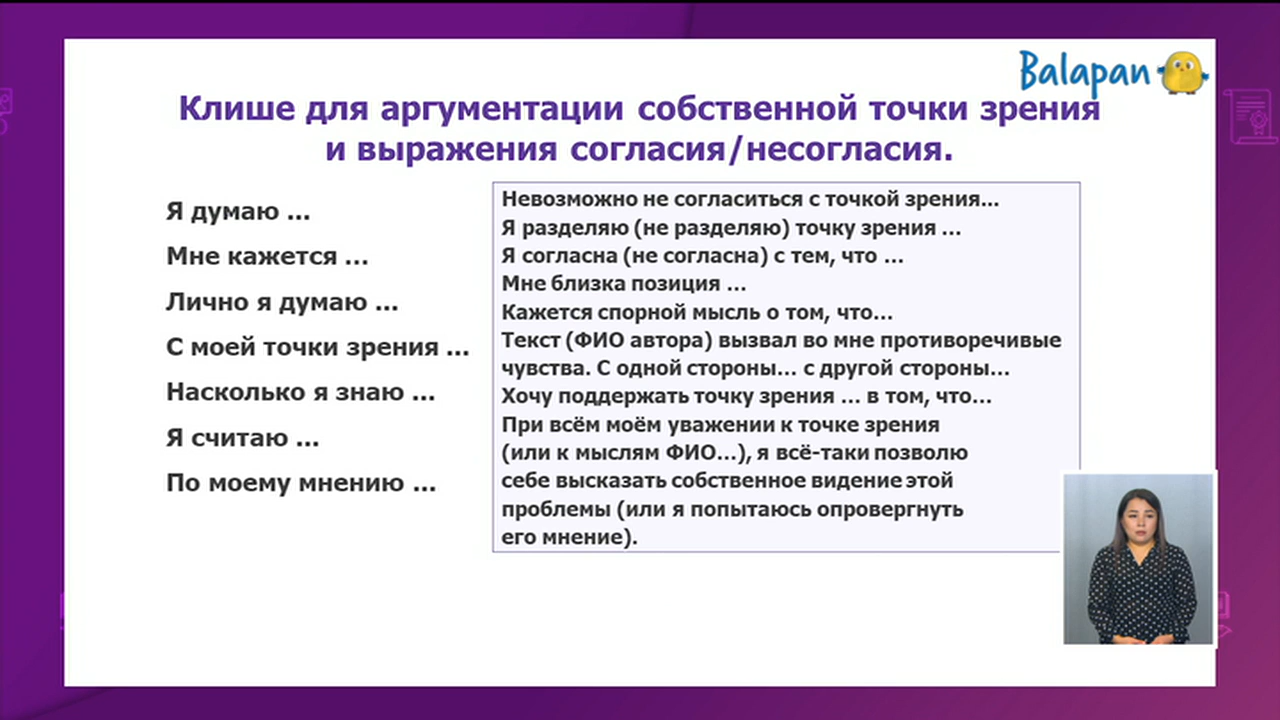 Balapan
Клише для аргументации собственной точки зрения
и выражения согласия/несогласия.
Я думаю ...
Мне кажется ...
Лично я думаю ...
С моей точки зрения ...
Насколько я знаю ...
Я считаю ...
По моему мнению ...
Невозможно не согласиться с точкой зрения...
Я разделяю (не разделяю) точку зрения ...
Я согласна (не согласна) с тем, что ...
Мне близка позиция ...
Кажется спорной мысль о том, что...
Текст (ФИО автора) вызвал во мне противоречивые
чувства. С одной стороны... с другой стороны...
Хочу поддержать точку зрения ... в том, что...
При всём моём уважении к точке зрения
(или к мыслям ФИО...), я всё-таки позволю
себе высказать собственное видение этой
проблемы (или я попытаюсь опровергнуть
его мнение).